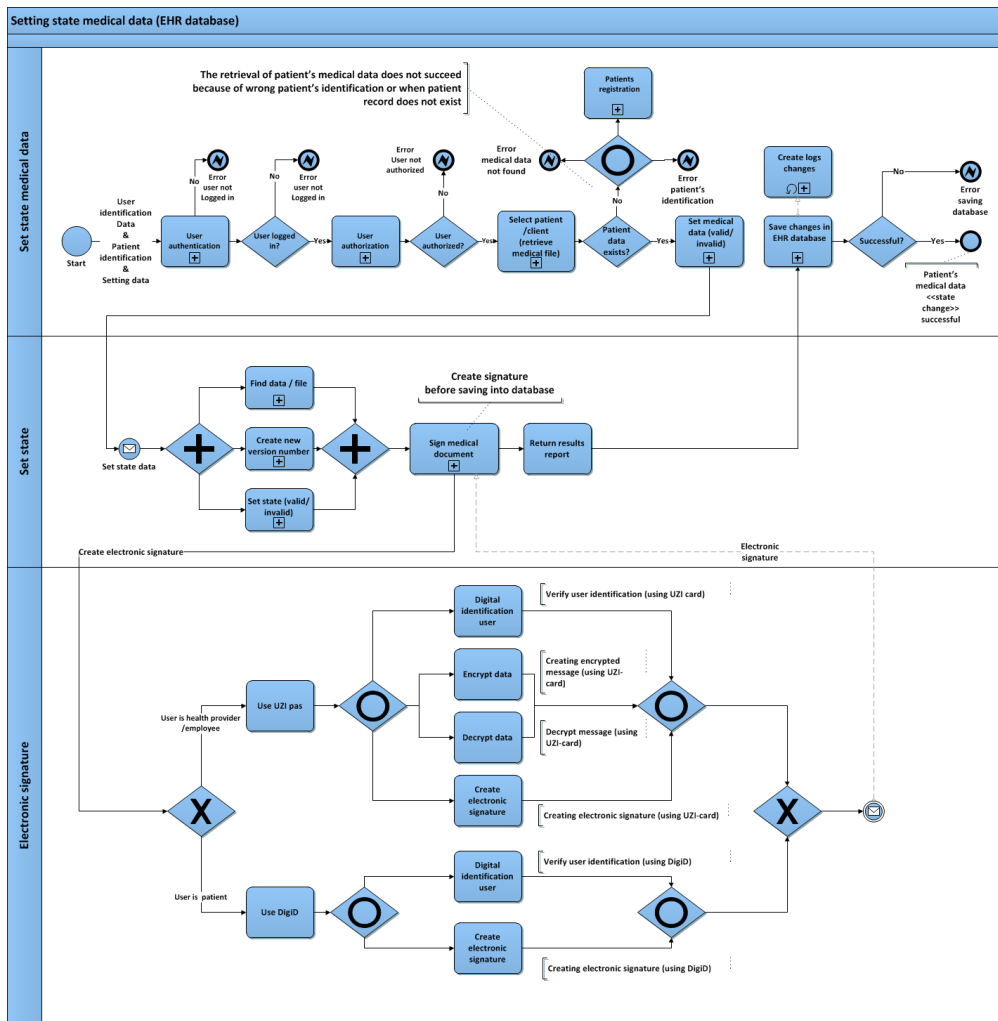 Setting state medical data (EHR database)
Set state medical data
The retrieval of patient's medical data does not succeed
because of wrong patient's identification or when patient
record does not exist
Patients
registration
Error
user not
Logged in
Error
user not
Logged in
Error
User not
authorized
Error
medical data
not found
Error
patient's
identification
Create logs
changes
No
Error
saving
database
No
No
No
No
User
identification
Data
&
Patient
identification
&
Setting data
Start
User
authentication
User logged
in?
Yes
User
authorization
User
authorized?
Yes
Select patient
/client
(retrieve
medical file)
Patient
data
exists?
Yes
Set medical
data (valid/
invalid)
Save changes in
EHR database
Successful?
Yes
Patient's
medical data
<<state
change>>
successful
Set state
Find data / file
Create signature
before saving into database
Set state data
Create new
version number
Sign medical
document
Return results
report
Set state (valid/
invalid)
Create electronic signature
Electronic
signature
Electronic signature
Digital
identification
user
Verify user identification (using UZI card)
Encrypt data
Creating encrypted
message (using UZI-
card)
Use UZI pas
User is health provider
/employee
Decrypt data
Decrypt message (using
UZI-card)
Create
electronic
signature
Creating electronic signature (using UZI-card)
X
X
Digital
identification
user
Verify user identification (using DigiD)
User is patient
Use DigiD
Create
electronic
signature
Creating electronic signature (using DigiD)